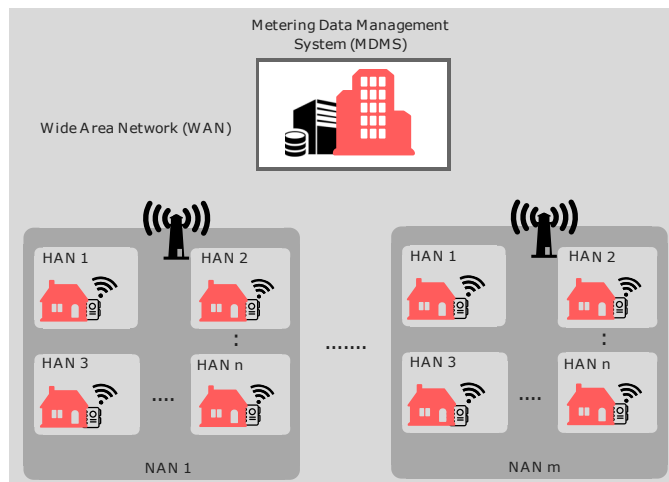 Metering Data Management
System (MDMS)
Wide Area Network (WAN)
HAN 1
HAN 2
:
HAN 3
....
HAN n
NAN 1
.......
HAN 1
HAN 2
:
HAN 3
....
HAN n
NAN m